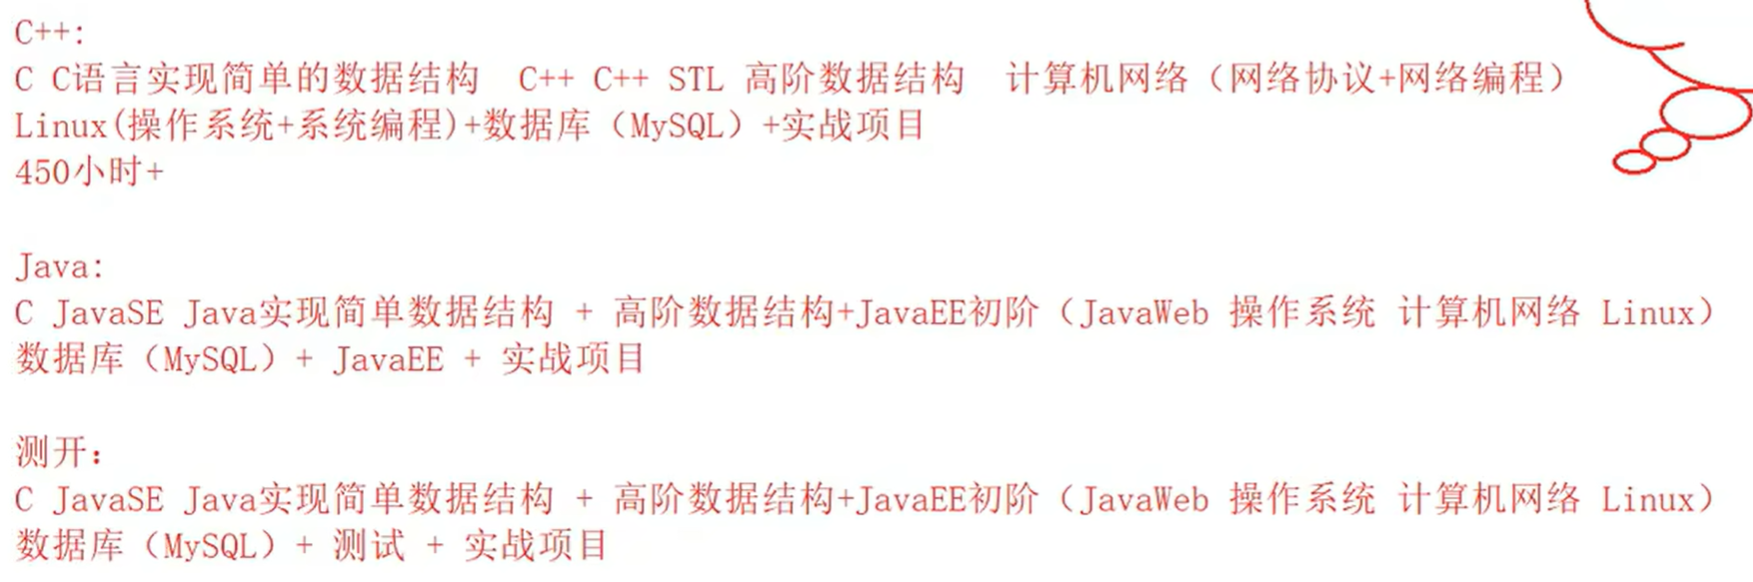 C++:
C C语言实现简单的数据结构 C++ C++ STL 高阶数据结构 计算机网络（网络协议+网络编程）
Linux(操作系统+系统编程)+数据库（MySQL）+实战项目
450小时+
Java:
C JavaSE Java实现简单数据结构 + 高阶数据结构+JavaEE初阶（JavaWeb 操作系统 计算机网络 Linux）
数据库（MySQL）+ JavaEE + 实战项目
测开：
C JavaSE Java实现简单数据结构 + 高阶数据结构+JavaEE初阶（JavaWeb 操作系统 计算机网络 Linux）
数据库（MySQL）+ 测试 + 实战项目